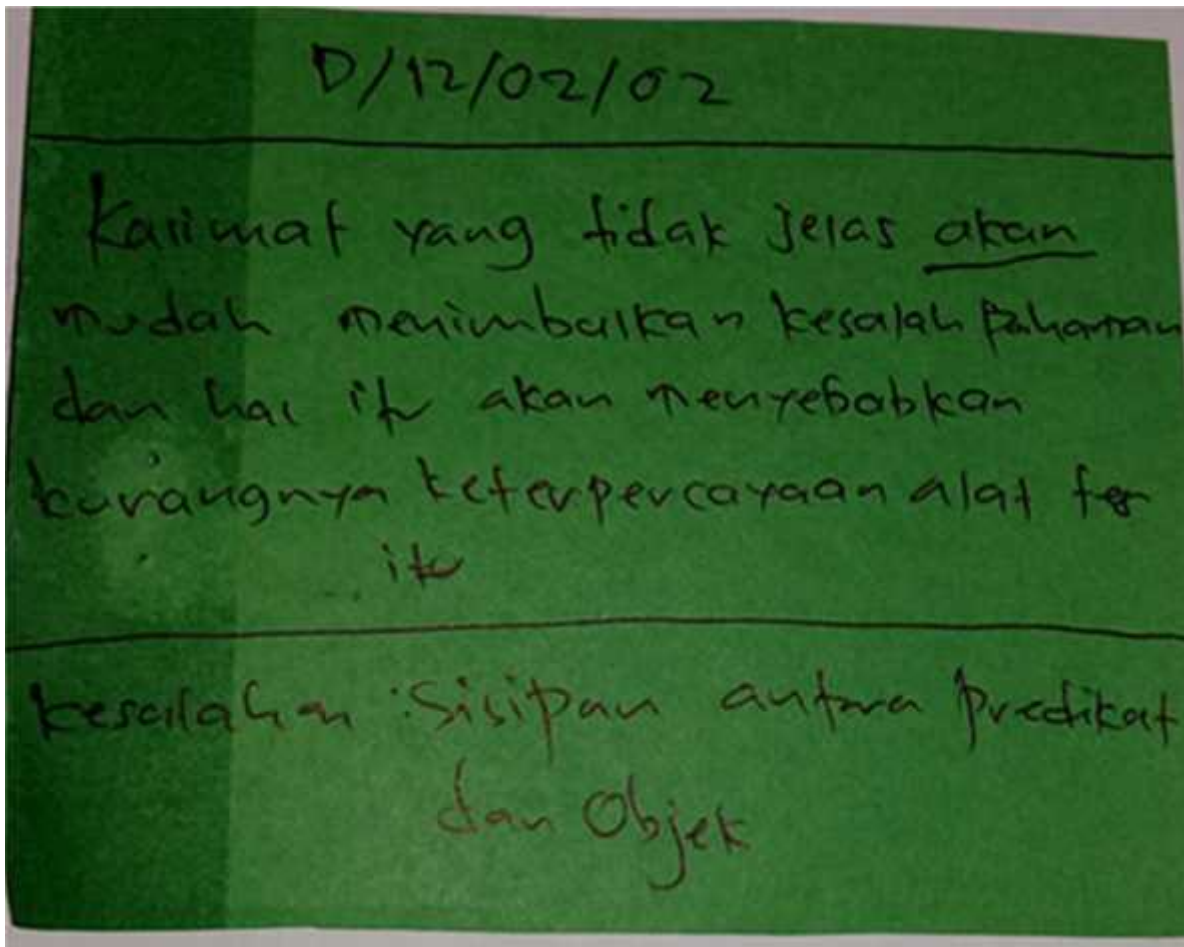 D/12/02/02
Kalimat yang tidak jelas akan
mudah menimbulkan kesalah pahaman
dan hal itu akan menyebabkan
kurangnya keterpercayaan alat tes
itu
kesalahan : Sisipan antara predikat
dan Objek